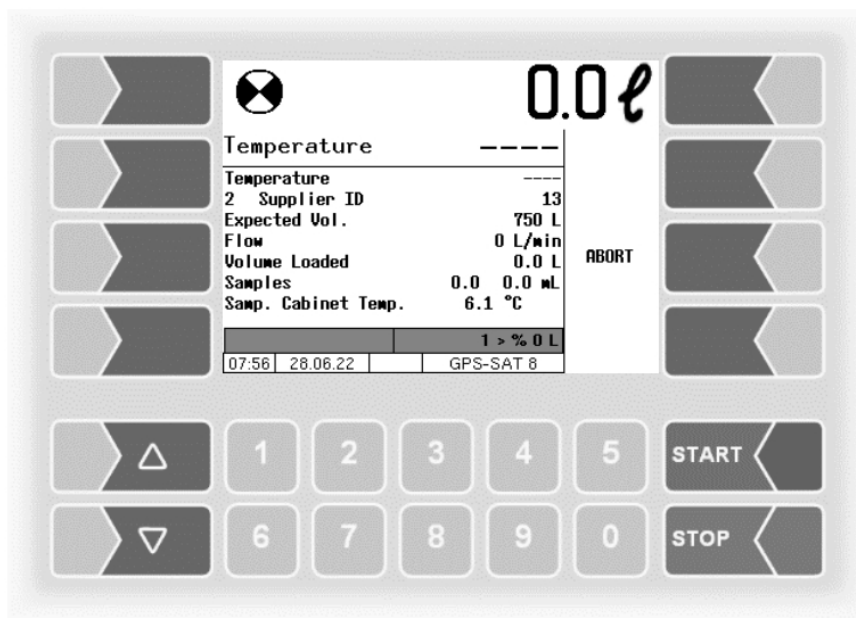 0.0 ℓ
Temperature ----
Temperature ----
2 Supplier ID 13
Expected Vol. 750 L
Flow 0 L/min
Volume Loaded 0.0 L
Samples 0.0 0.0 mL
Samp. Cabinet Temp. 6.1 °C
ABORT
1 > % 0 L
07:56 28.06.22 GPS-SAT 8
1 2 3 4 5 START
6 7 8 9 0 STOP